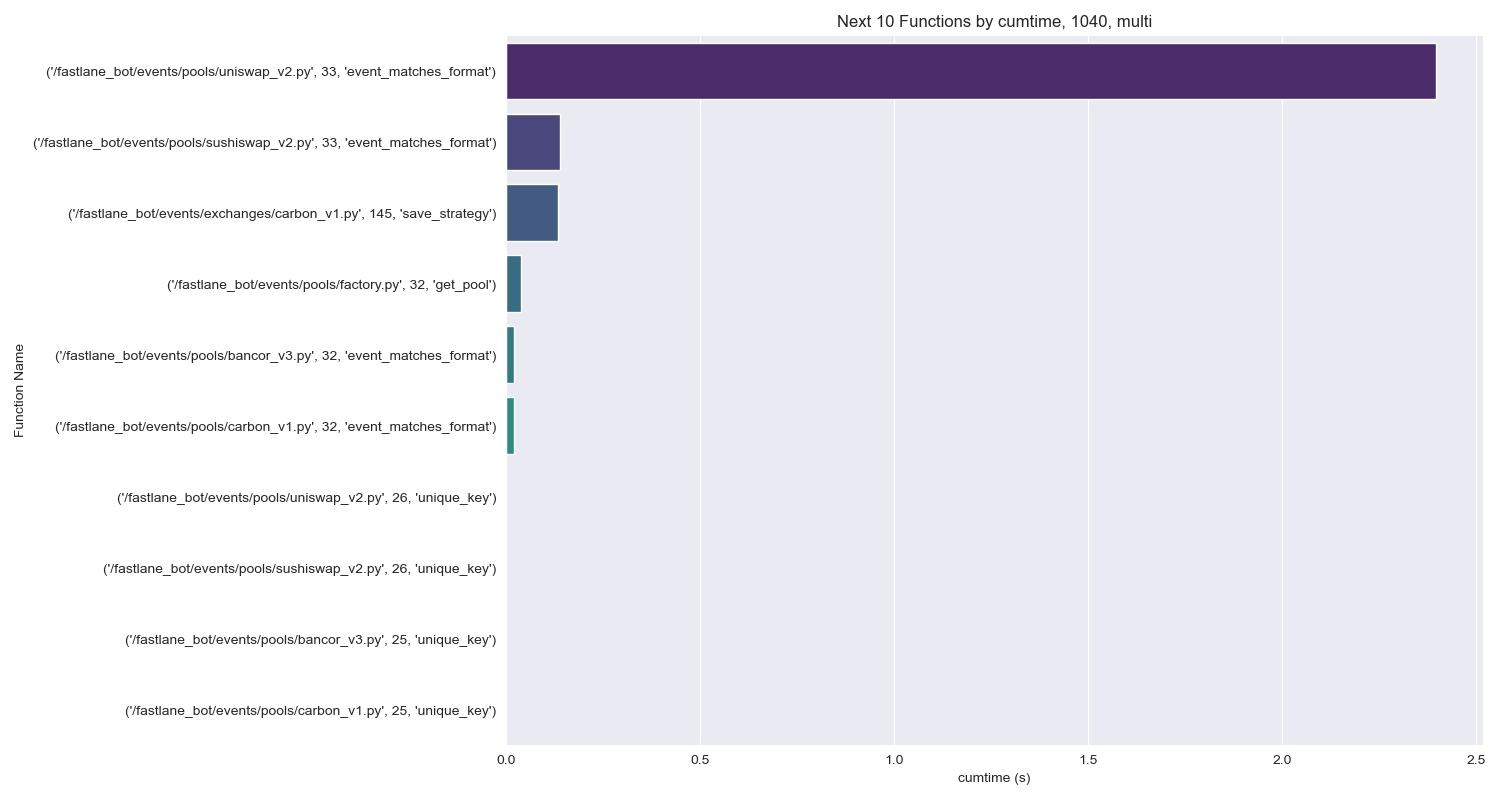 Next 10 Functions by cumtime, 1040, multi
('/fastlane_bot/events/pools/uniswap_v2.py', 33, 'event_matches_format')
('/fastlane_bot/events/pools/sushiswap_v2.py', 33, 'event_matches_format')
('/fastlane_bot/events/exchanges/carbon_v1.py', 145, 'save_strategy')
('/fastlane_bot/events/pools/factory.py', 32, 'get_pool')
('/fastlane_bot/events/pools/bancor_v3.py', 32, 'event_matches_format')
('/fastlane_bot/events/pools/carbon_v1.py', 32, 'event_matches_format')
('/fastlane_bot/events/pools/uniswap_v2.py', 26, 'unique_key')
('/fastlane_bot/events/pools/sushiswap_v2.py', 26, 'unique_key')
('/fastlane_bot/events/pools/bancor_v3.py', 25, 'unique_key')
('/fastlane_bot/events/pools/carbon_v1.py', 25, 'unique_key')
Function Name
0.0 0.5 1.0 1.5 2.0 2.5
cumtime (s)